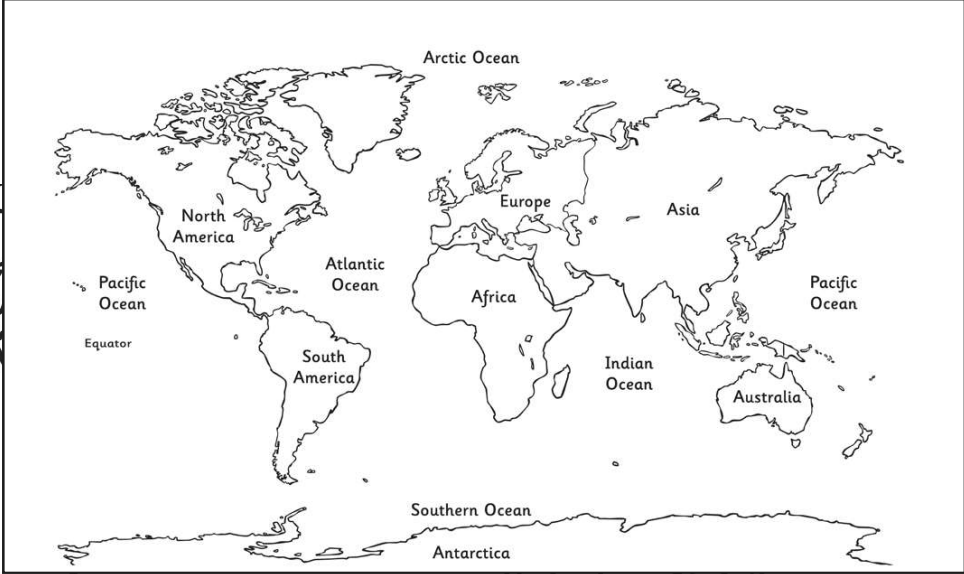 Arctic Ocean
Europe
Asia
North
America
Atlantic
Ocean
Pacific
Ocean
Pacific
Ocean
Africa
Equator
South
America
Indian
Ocean
Australia
Southern Ocean
Antarctica